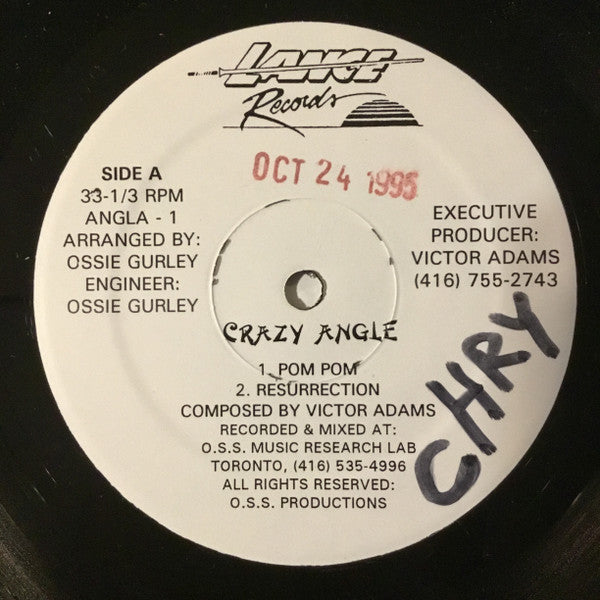 LANCE
Records
OCT 24 1995
SIDE A
33-1/3 RPM
ANGLA - 1
ARRANGED BY:
OSSIE GURLEY
ENGINEER:
OSSIE GURLEY
EXECUTIVE
PRODUCER:
VICTOR ADAMS
(416) 755-2743
CRAZY ANGLE
1. POM POM
2. RESURRECTION
COMPOSED BY VICTOR ADAMS
RECORDED & MIXED AT:
O.S.S. MUSIC RESEARCH LAB
TORONTO, (416) 535-4996
ALL RIGHTS RESERVED:
O.S.S. PRODUCTIONS
CHRY